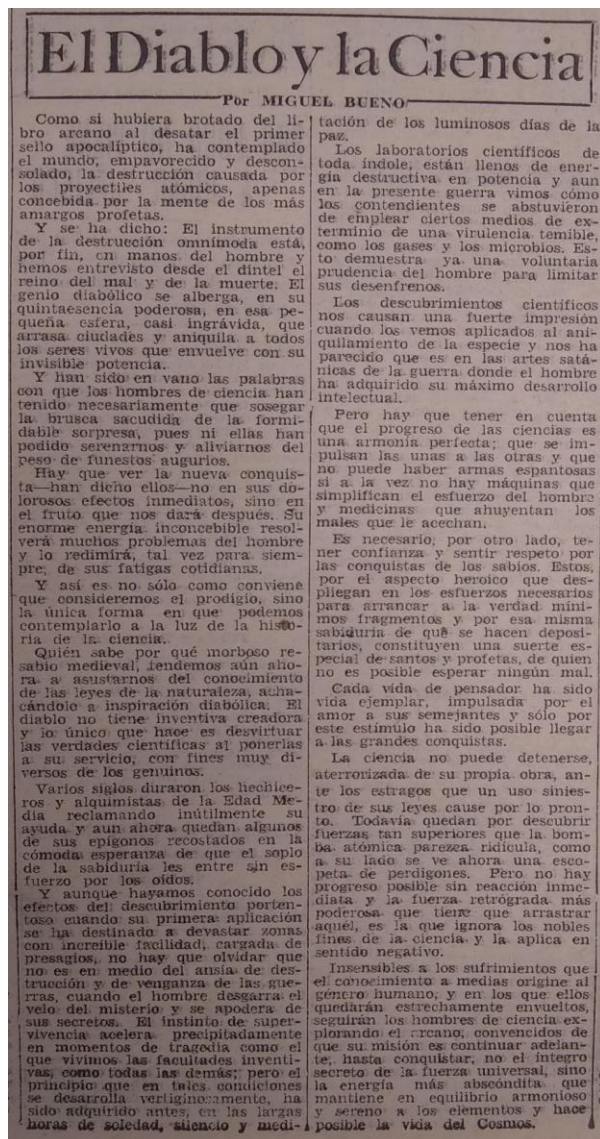 El Diablo y la Ciencia
Por MIGUEL BUENO
Como si hubiera brotado del li-
bro arcano al desatar el primer
sello apocalíptico, ha contemplado
el mundo, empavorecido y descon-
solado, la destrucción causada por
los proyectiles atómicos, apenas
concebida por la mente de los más
amargos profetas.
Y se ha dicho: El instrumento
de la destrucción omnímoda está,
por fin, en manos del hombre y
hemos entrevisto desde el dintel el
reino del mal y de la muerte. El
genio diabólico se alberga, en su
quintaesencia poderosa, en esa pe-
queña esfera, casi ingrávida, que
arrasa ciudades y aniquila a todos
los seres vivos que envuelve con su
invisible potencia.
Y han sido en vano las palabras
con que los hombres de ciencia han
tenido necesariamente que sosegar
la brusca sacudida de la formi-
dable sorpresa, pues ni ellas han
podido serenarnos y aliviarnos del
peso de funestos augurios.
Hay que ver la nueva conquis-
ta—han dicho ellos—no en sus do-
lorosos efectos inmediatos, sino en
el fruto que nos dará después. Su
enorme energía inconcebible resol-
verá muchos problemas del hombre
y lo redimirá, tal vez para siem-
pre, de sus fatigas cotidianas.
Y así es no sólo como conviene
que consideremos el prodigio, sino
la única forma en que podemos
contemplarlo a la luz de la histo-
ria de la ciencia.
Quién sabe por qué morboso re-
sabio medieval, tendemos aún aho-
ra a asustarnos del conocimiento
de las leyes de la naturaleza, acha-
cándolo a inspiración diabólica. El
diablo no tiene inventiva creadora
y lo único que hace es desvirtuar
las verdades científicas al ponerlas
a su servicio, con fines muy di-
versos de los genuinos.
Varios siglos duraron los hechice-
ros y alquimistas de la Edad Me-
dia reclamando inútilmente su
ayuda y aun ahora quedan algunos
de sus epígonos recostados en la
cómoda esperanza de que el soplo
de la sabiduría les entre sin es-
fuerzo por los oídos.
Y aunque hayamos conocido los
efectos del descubrimiento porten-
toso cuando su primera aplicación
se ha destinado a devastar zonas
con increíble facilidad, cargada de
presagios, no hay que olvidar que
no es en medio del ansia de des-
trucción y de venganza de las gue-
rras, cuando el hombre desgarra el
velo del misterio y se apodera de
sus secretos. El instinto de super-
vivencia acelera precipitadamente
en momentos de tragedia como el
que vivimos las facultades inventi-
vas, como todas las demás; pero el
principio que en tales condiciones
se desarrolla vertiginosamente, ha
sido adquirido antes, en las largas
horas de soledad, silencio y medi-
tación de los luminosos días de la
paz.
Los laboratorios científicos de
toda índole, están llenos de ener-
gía destructiva en potencia y aun
en la presente guerra vimos cómo
los contendientes se abstuvieron
de emplear ciertos medios de ex-
terminio de una virulencia temible,
como los gases y los microbios. Es-
to demuestra ya una voluntaria
prudencia del hombre para limitar
sus desenfrenos.
Los descubrimientos científicos
nos causan una fuerte impresión
cuando los vemos aplicados al ani-
quilamiento de la especie y nos ha
parecido que es en las artes satá-
nicas de la guerra donde el hombre
ha adquirido su máximo desarrollo
intelectual.
Pero hay que tener en cuenta
que el progreso de las ciencias es
una armonía perfecta; que se im-
pulsan las unas a las otras y que
no puede haber armas espantosas
si a la vez no hay máquinas que
simplifican el esfuerzo del hombre
y medicinas que ahuyentan los
males que le acechan.
Es necesario, por otro lado, te-
ner confianza y sentir respeto por
las conquistas de los sabios. Estos,
por el aspecto heroico que des-
pliegan en los esfuerzos necesarios
para arrancar a la verdad míni-
mos fragmentos y por esa misma
sabiduría de que se hacen deposi-
tarios, constituyen una suerte es-
pecial de santos y profetas, de quien
no es posible esperar ningún mal.
Cada vida de pensador ha sido
vida ejemplar, impulsada por el
amor a sus semejantes y sólo por
este estímulo ha sido posible llegar
a las grandes conquistas.
La ciencia no puede detenerse,
aterrorizada de su propia obra, an-
te los estragos que un uso sinies-
tro de sus leyes cause por lo pron-
to. Todavía quedan por descubrir
fuerzas tan superiores que la bom-
ba atómica parezca ridícula, como
a su lado se ve ahora una esco-
peta de perdigones. Pero no hay
progreso posible sin reacción inme-
diata y la fuerza retrógrada más
poderosa que tiene que arrastrar
aquél, es la que ignora los nobles
fines de la ciencia y la aplica en
sentido negativo.
Insensibles a los sufrimientos que
el conocimiento a medias origine al
género humano, y en los que ellos
quedarán estrechamente envueltos,
seguirán los hombres de ciencia ex-
plorando el arcano, convencidos de
que su misión es continuar adelan-
te, hasta conquistar, no el íntegro
secreto de la fuerza universal, sino
la energía más abscóndita que
mantiene en equilibrio armonioso
y sereno a los elementos y hace
posible la vida del Cosmos.